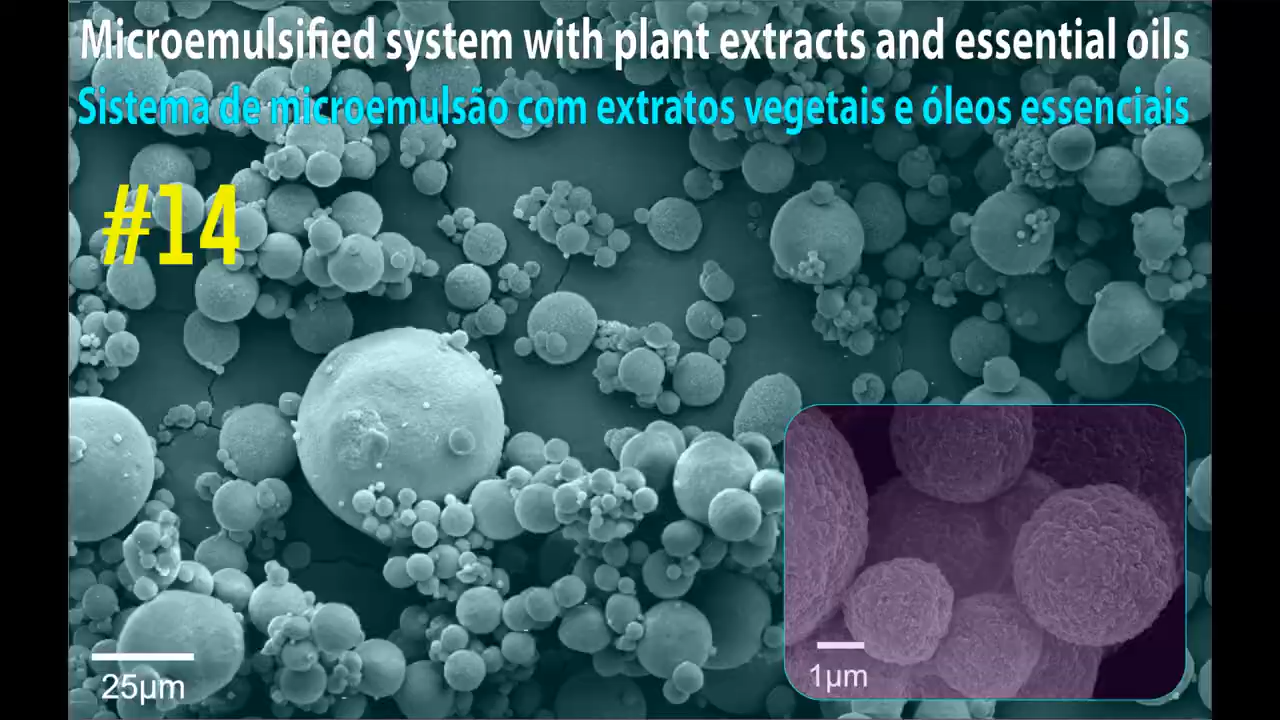 Microemulsified system with plant extracts and essential oils
Sistema de microemulsão com extratos vegetais e óleos essenciais
#14
25µm
1µm